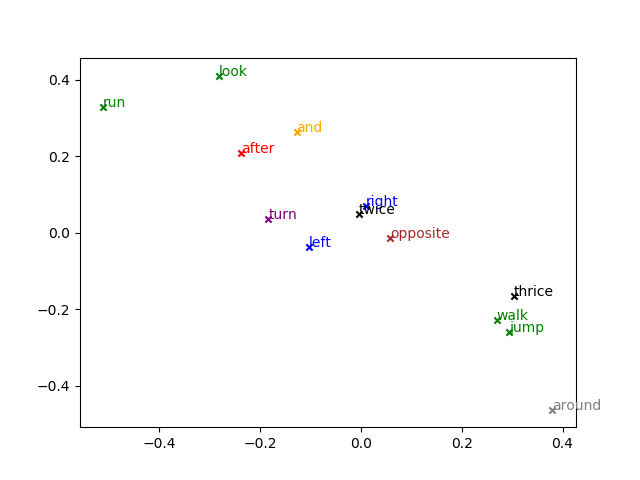 look
run
and
after
right
twice
turn
opposite
left
thrice
walk
jump
around
0.4
0.2
0.0
−0.2
−0.4
−0.4
−0.2
0.0
0.2
0.4